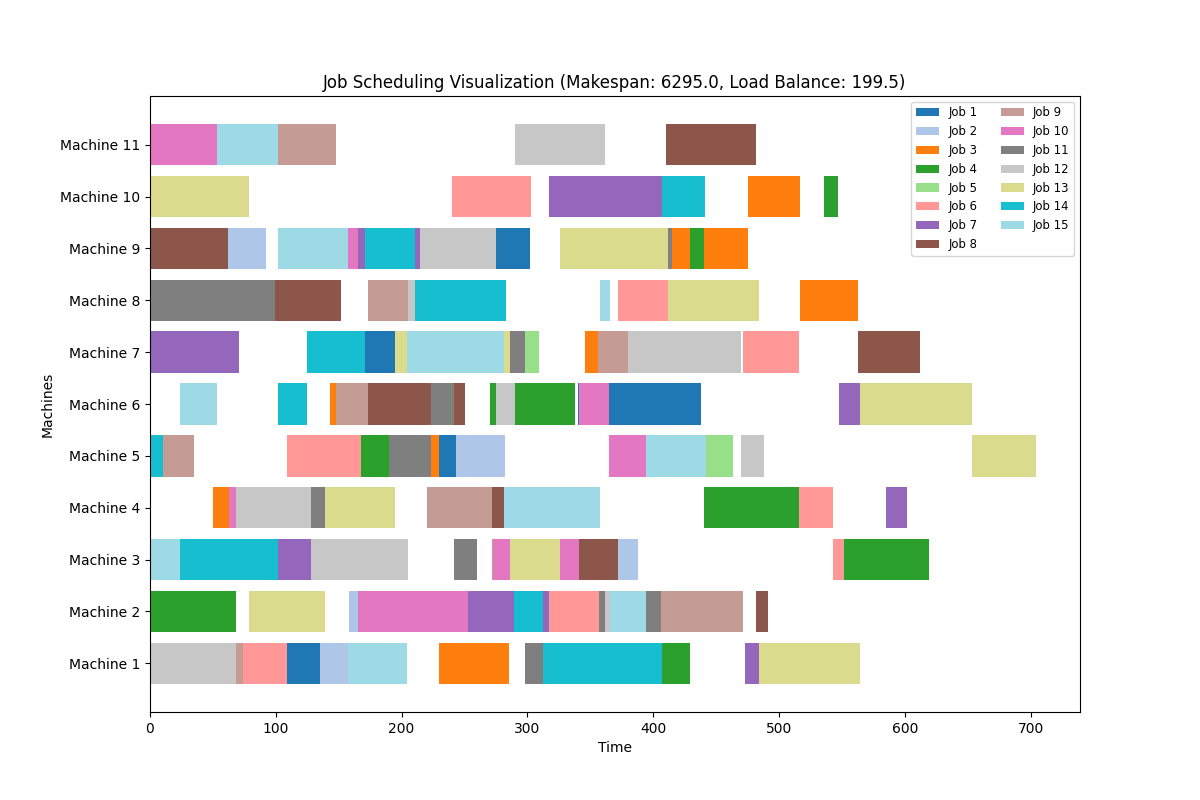 Job Scheduling Visualization (Makespan: 6295.0, Load Balance: 199.5)
Machine 11
Machine 10
Machine 9
Machine 8
Machine 7
Machine 6
Machine 5
Machine 4
Machine 3
Machine 2
Machine 1
Machines
0 100 200 300 400 500 600 700
Time
Job 1 Job 9
Job 2 Job 10
Job 3 Job 11
Job 4 Job 12
Job 5 Job 13
Job 6 Job 14
Job 7 Job 15
Job 8